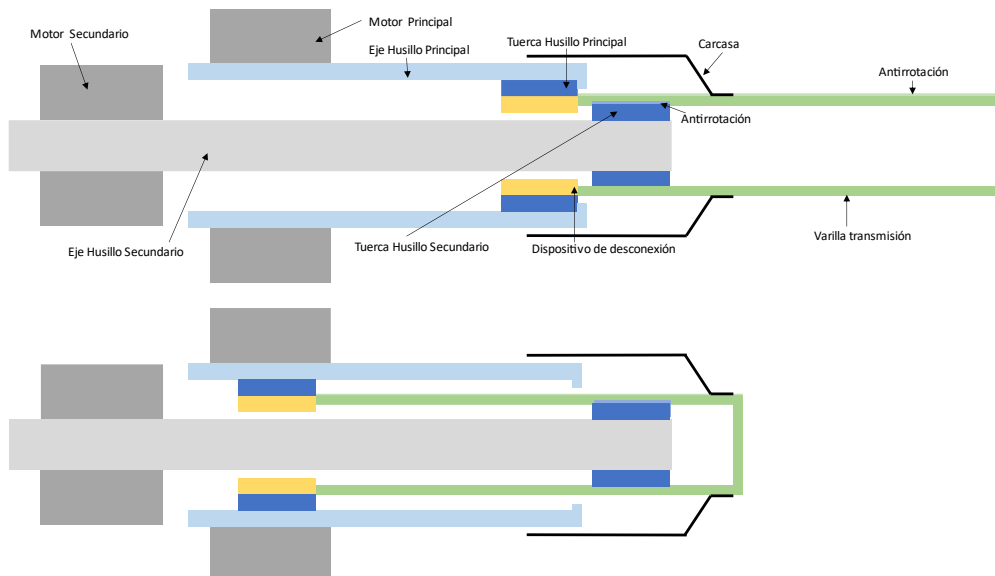 Motor Principal
Motor Secundario
Tuerca Husillo Principal
Carcasa
Eje Husillo Principal
Antirrotación
Antirrotación
Varilla transmisión
Eje Husillo Secundario
Tuerca Husillo Secundario
Dispositivo de desconexión